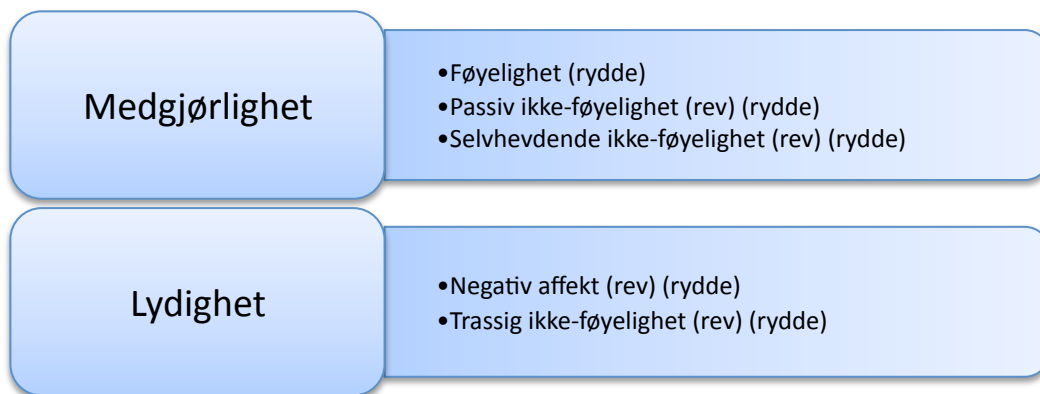 Medgjørlighet
•Føyelighet (rydde)
•Passiv ikke-føyelighet (rev) (rydde)
•Selvhevdende ikke-føyelighet (rev) (rydde)
Lydighet
•Negativ affekt (rev) (rydde)
•Trassig ikke-føyelighet (rev) (rydde)